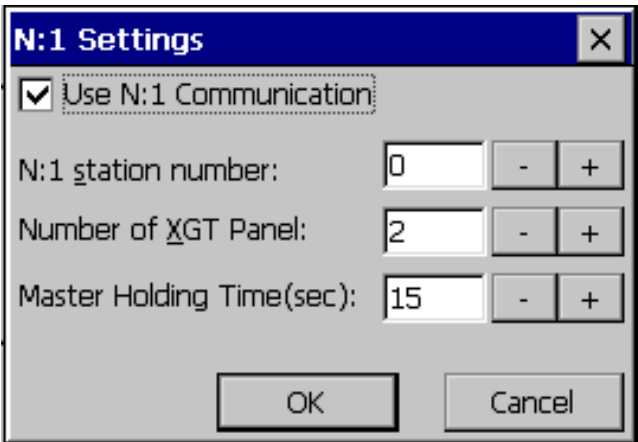 N:1 Settings
Use N:1 Communication
N:1 station number: 0 - +
Number of XGT Panel: 2 - +
Master Holding Time(sec): 15 - +
OK Cancel